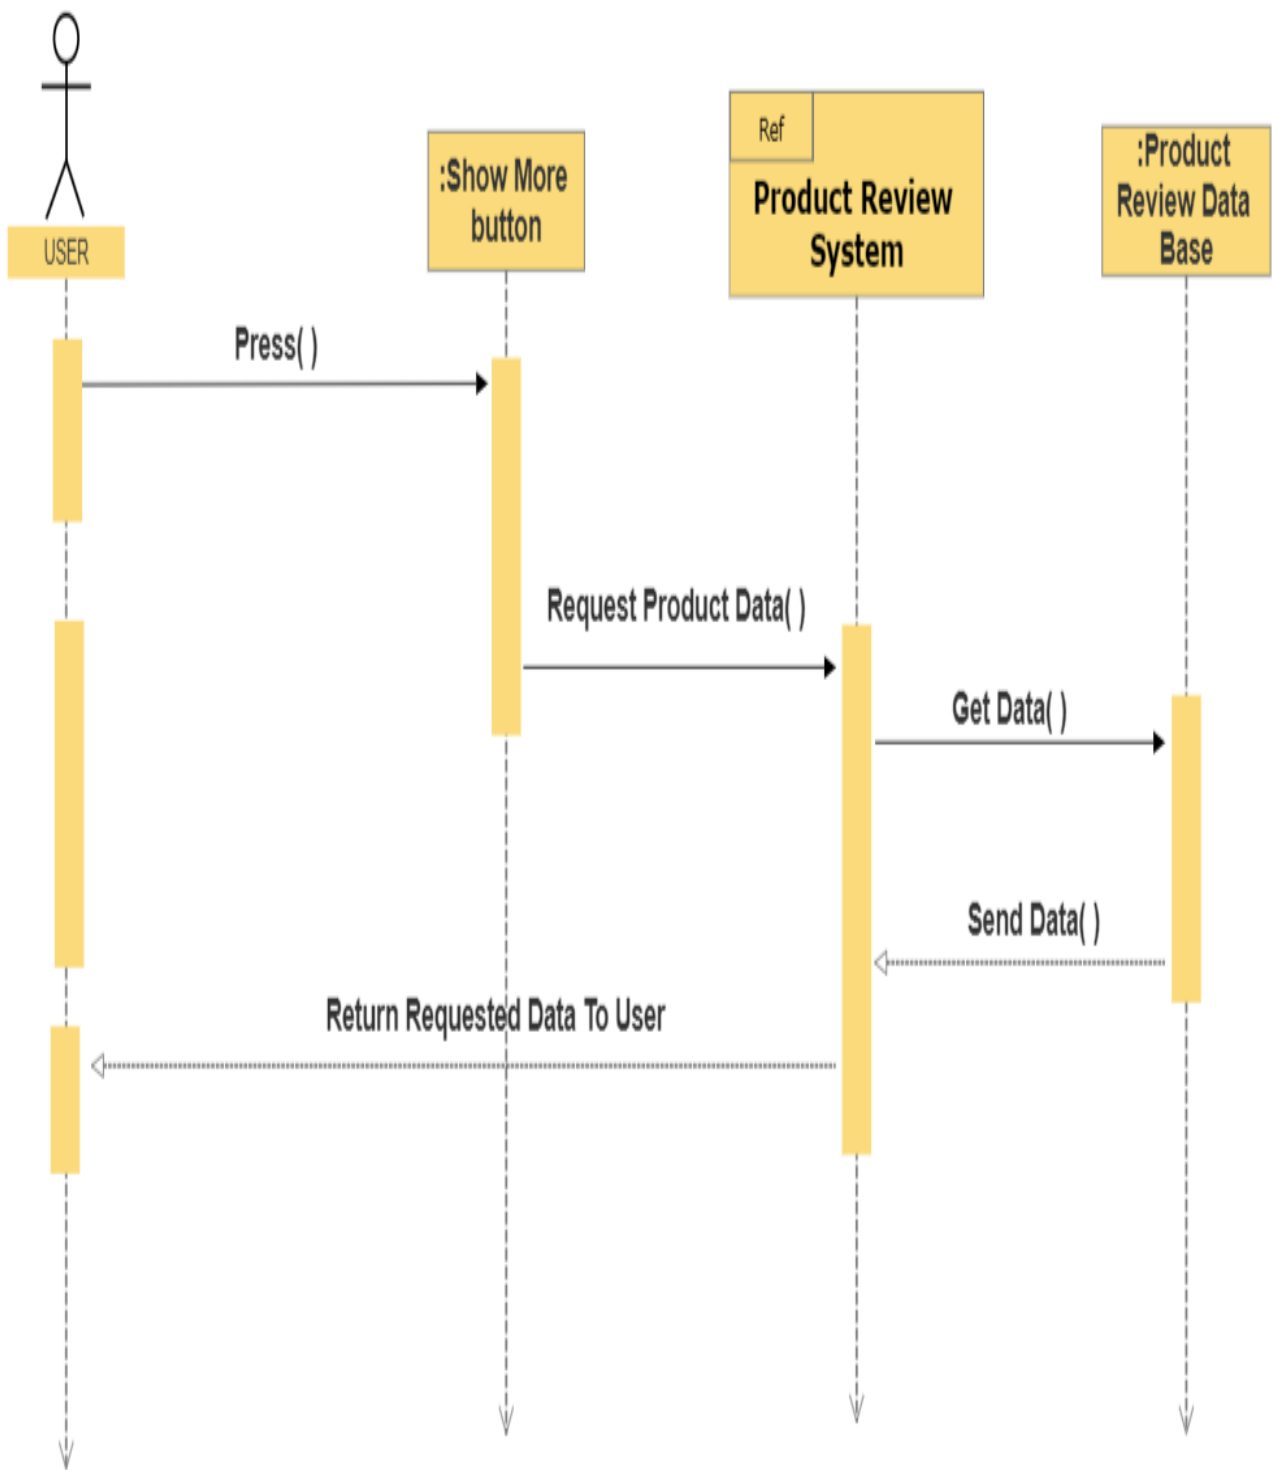 USER
:Show More
button
Ref
Product Review
System
:Product
Review Data
Base
Press( )
Request Product Data( )
Get Data( )
Send Data( )
Return Requested Data To User